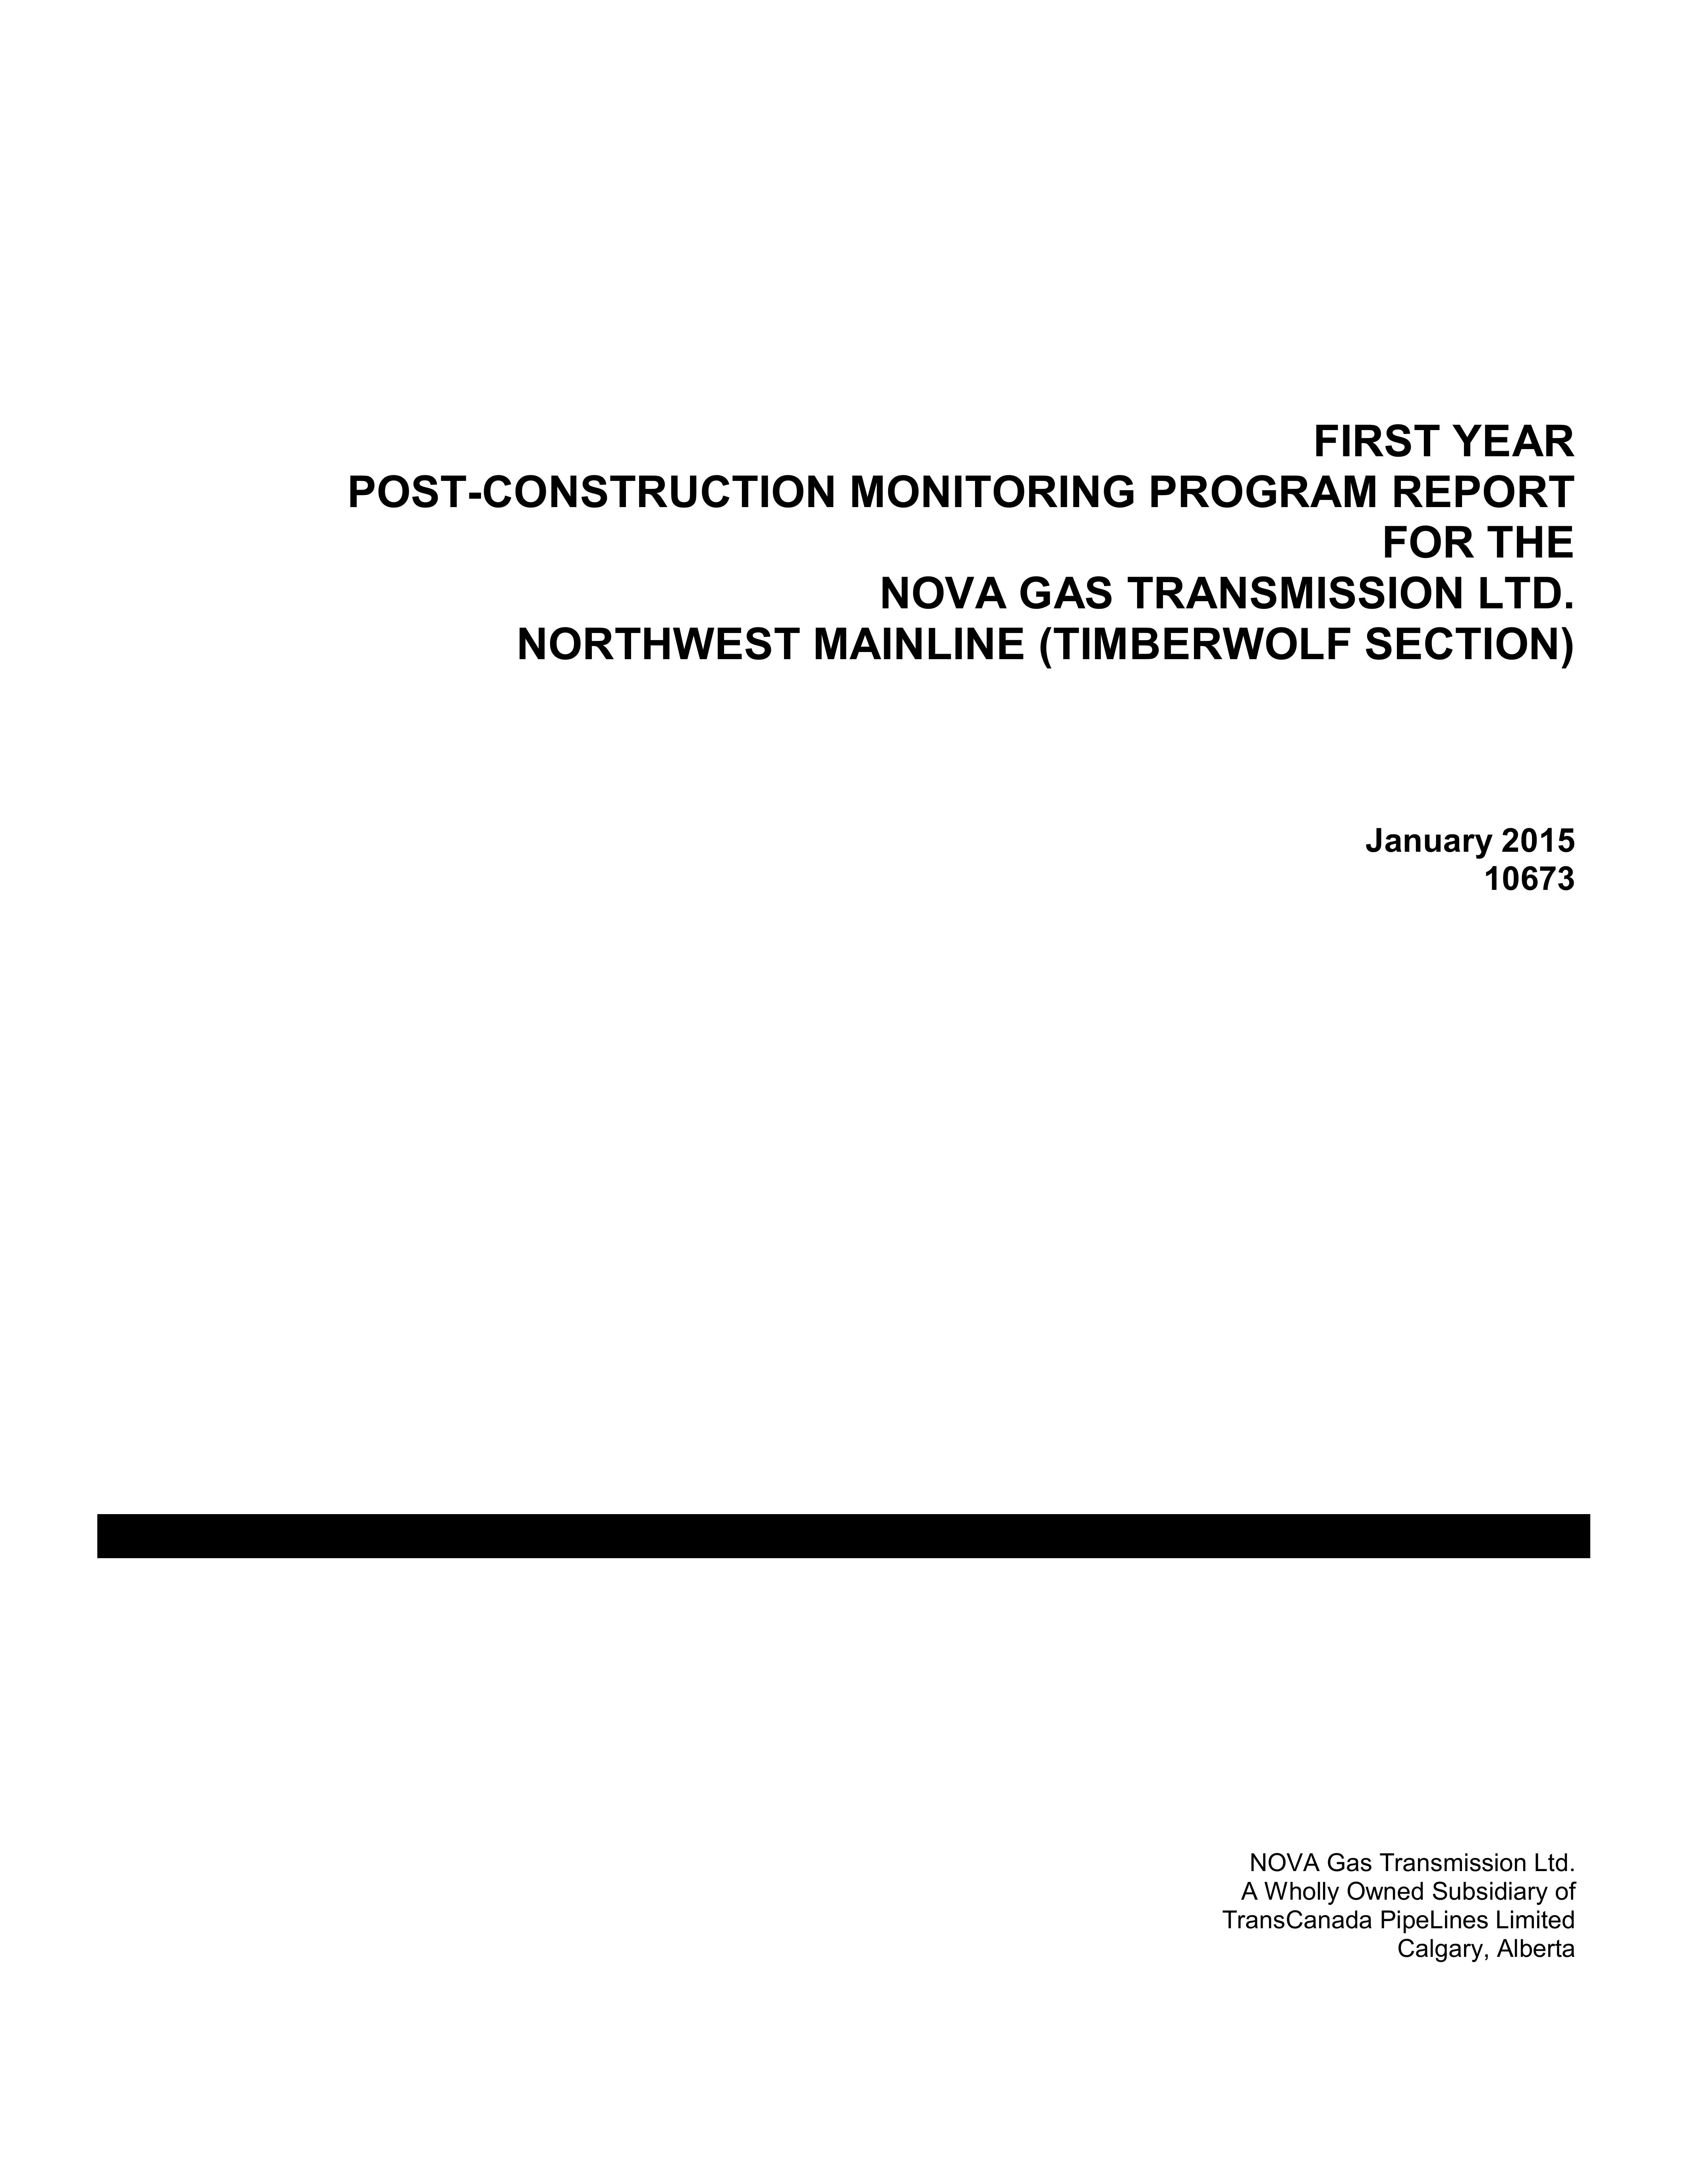 FIRST YEAR
POST-CONSTRUCTION MONITORING PROGRAM REPORT
FOR THE
NOVA GAS TRANSMISSION LTD.
NORTHWEST MAINLINE (TIMBERWOLF SECTION)
January 2015
10673
NOVA Gas Transmission Ltd.
A Wholly Owned Subsidiary of
TransCanada PipeLines Limited
Calgary, Alberta